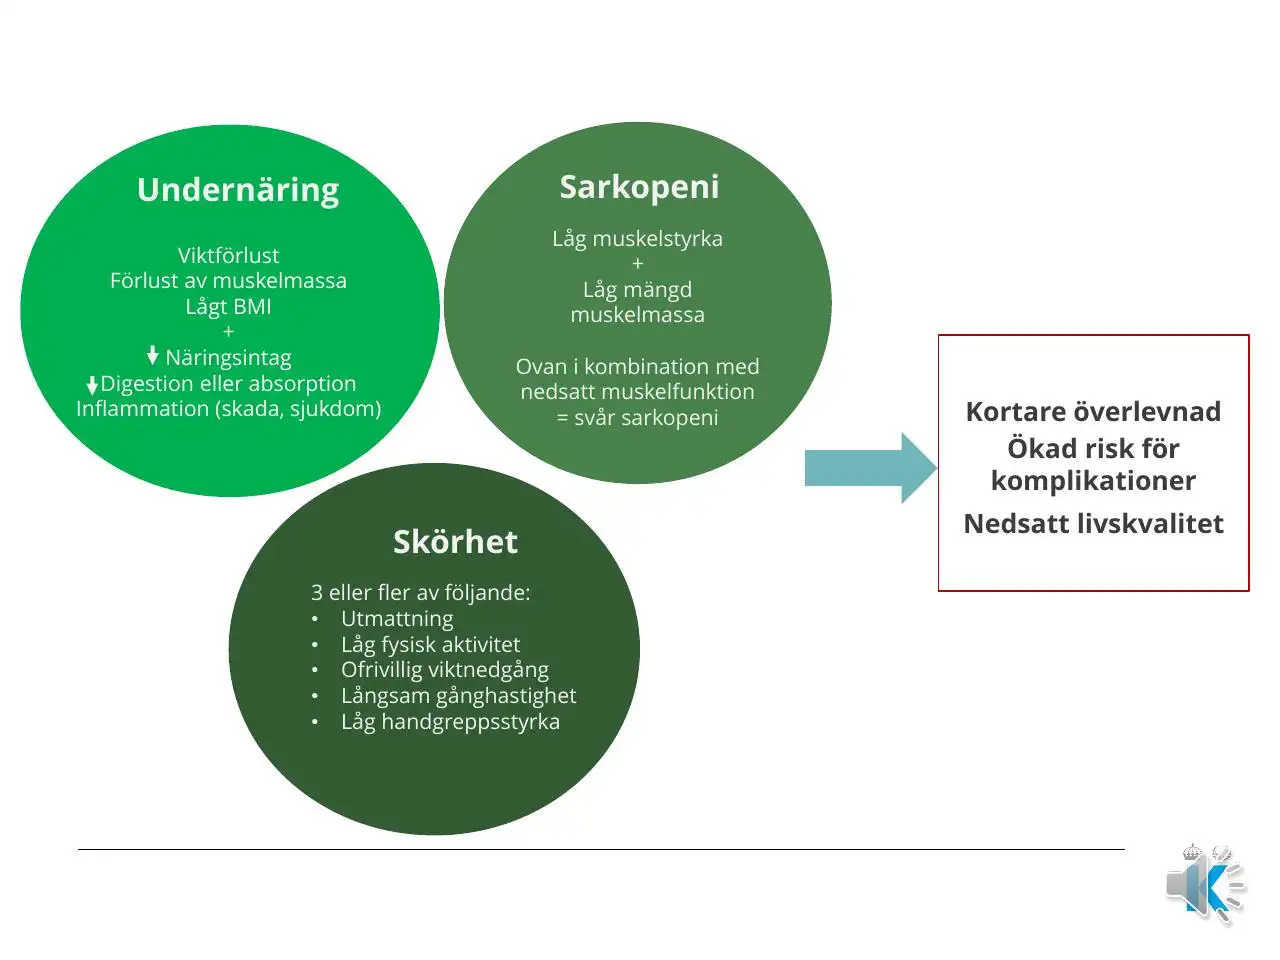 Undernäring
Viktförlust
Förlust av muskelmassa
Lågt BMI
+
Näringsintag
Digestion eller absorption
Inflammation (skada, sjukdom)
Sarkopeni
Låg muskelstyrka
+
Låg mängd
muskelmassa
Ovan i kombination med
nedsatt muskelfunktion
= svår sarkopeni
Skörhet
3 eller fler av följande:
• Utmattning
• Låg fysisk aktivitet
• Ofrivillig viktnedgång
• Långsam gånghastighet
• Låg handgreppsstyrka
Kortare överlevnad
Ökad risk för
komplikationer
Nedsatt livskvalitet
K